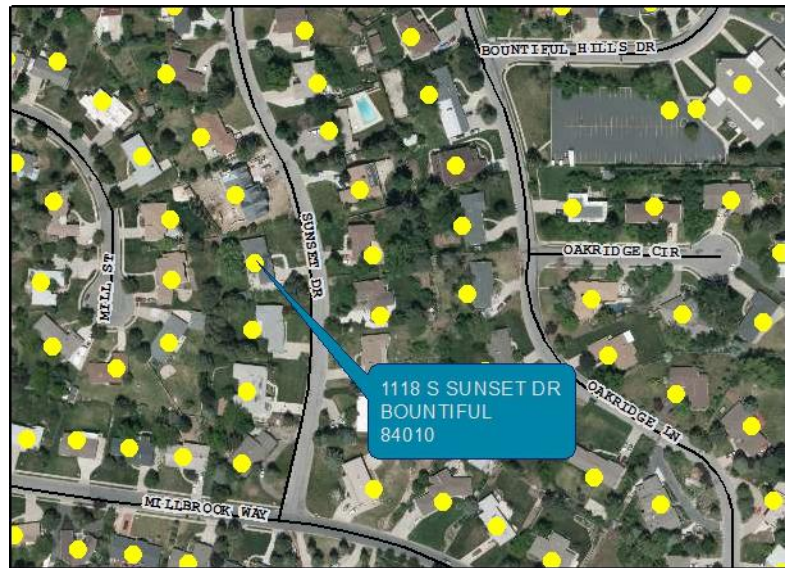 BOUNTIFUL HILLS DR
SUNSET DR
MILL ST
OAKRIDGE CIR
1118 S SUNSET DR
BOUNTIFUL
84010
OAKRIDGE LN
MILLBROOK WAY